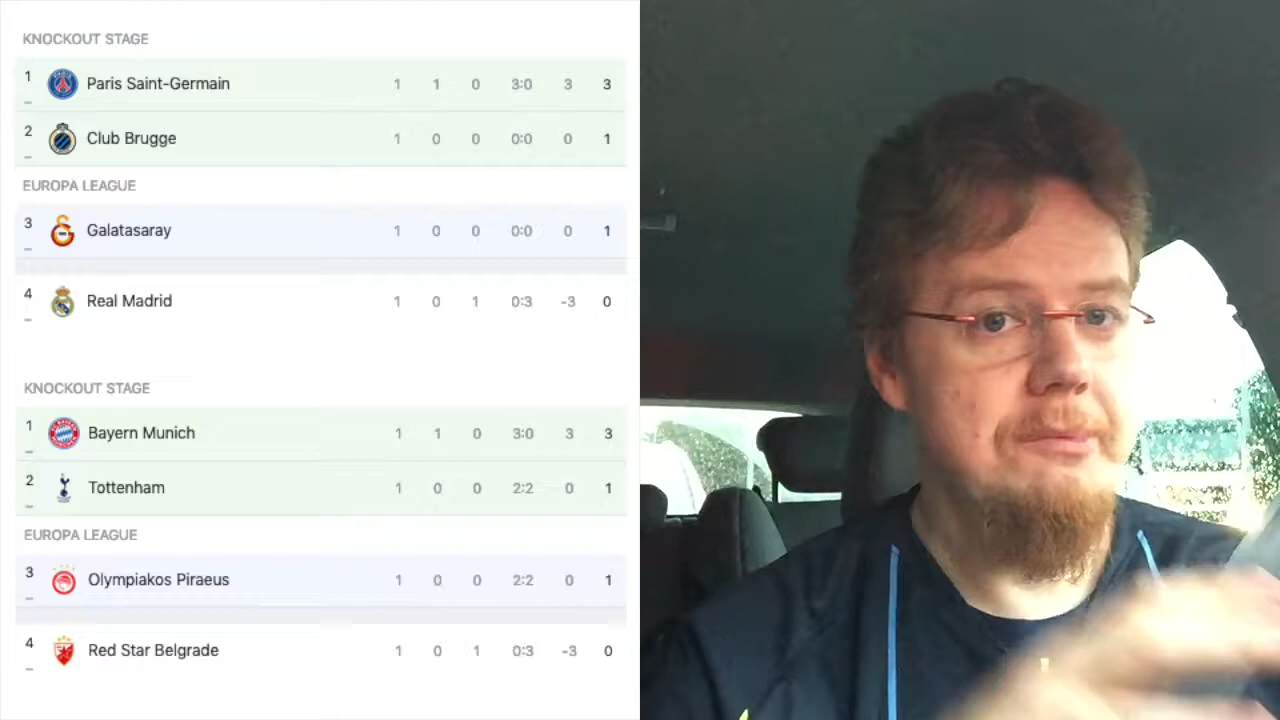 KNOCKOUT STAGE
1 Paris Saint-Germain 1 1 0 3:0 3 3
2 Club Brugge 1 0 0 0:0 0 1
EUROPA LEAGUE
3 Galatasaray 1 0 0 0:0 0 1
4 Real Madrid 1 0 1 0:3 -3 0
KNOCKOUT STAGE
1 Bayern Munich 1 1 0 3:0 3 3
2 Tottenham 1 0 0 2:2 0 1
EUROPA LEAGUE
3 Olympiakos Piraeus 1 0 0 2:2 0 1
4 Red Star Belgrade 1 0 1 0:3 -3 0